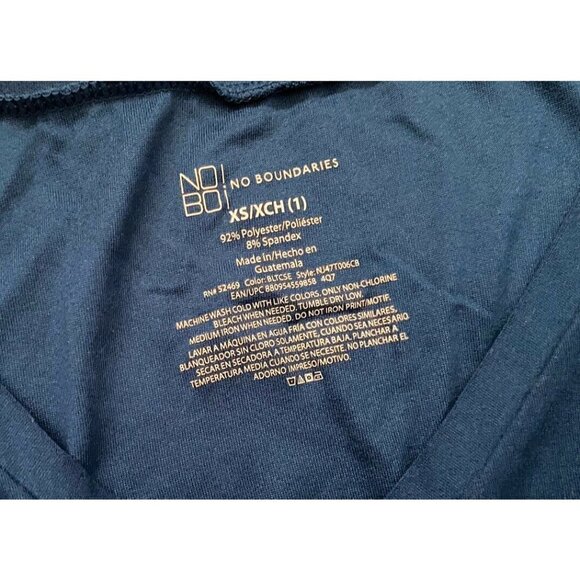 NO!
BO¡
NO BOUNDARIES
XS/XCH (1)
92% Polyester/Poliéster
8% Spandex
Made in/Hecho en
Guatemala
RN# 52469 Color: BLTCSE Style: NJ47T006CB
EAN/UPC 880954559858 4Q7
MACHINE WASH COLD WITH LIKE COLORS. ONLY NON-CHLORINE
BLEACH WHEN NEEDED. TUMBLE DRY LOW.
MEDIUM IRON WHEN NEEDED. DO NOT IRON PRINT/MOTIF.
LAVAR A MÁQUINA EN AGUA FRIA CON COLORES SIMILARES.
BLANQUEADOR SIN CLORO SOLAMENTE, CUANDO SEA NECESARIO.
SECAR EN SECADORA A TEMPERATURA BAJA. PLANCHAR A
TEMPERATURA MEDIA CUANDO SE NECESITE. NO PLANCHAR EL
ADORNO IMPRESO/MOTIVO.